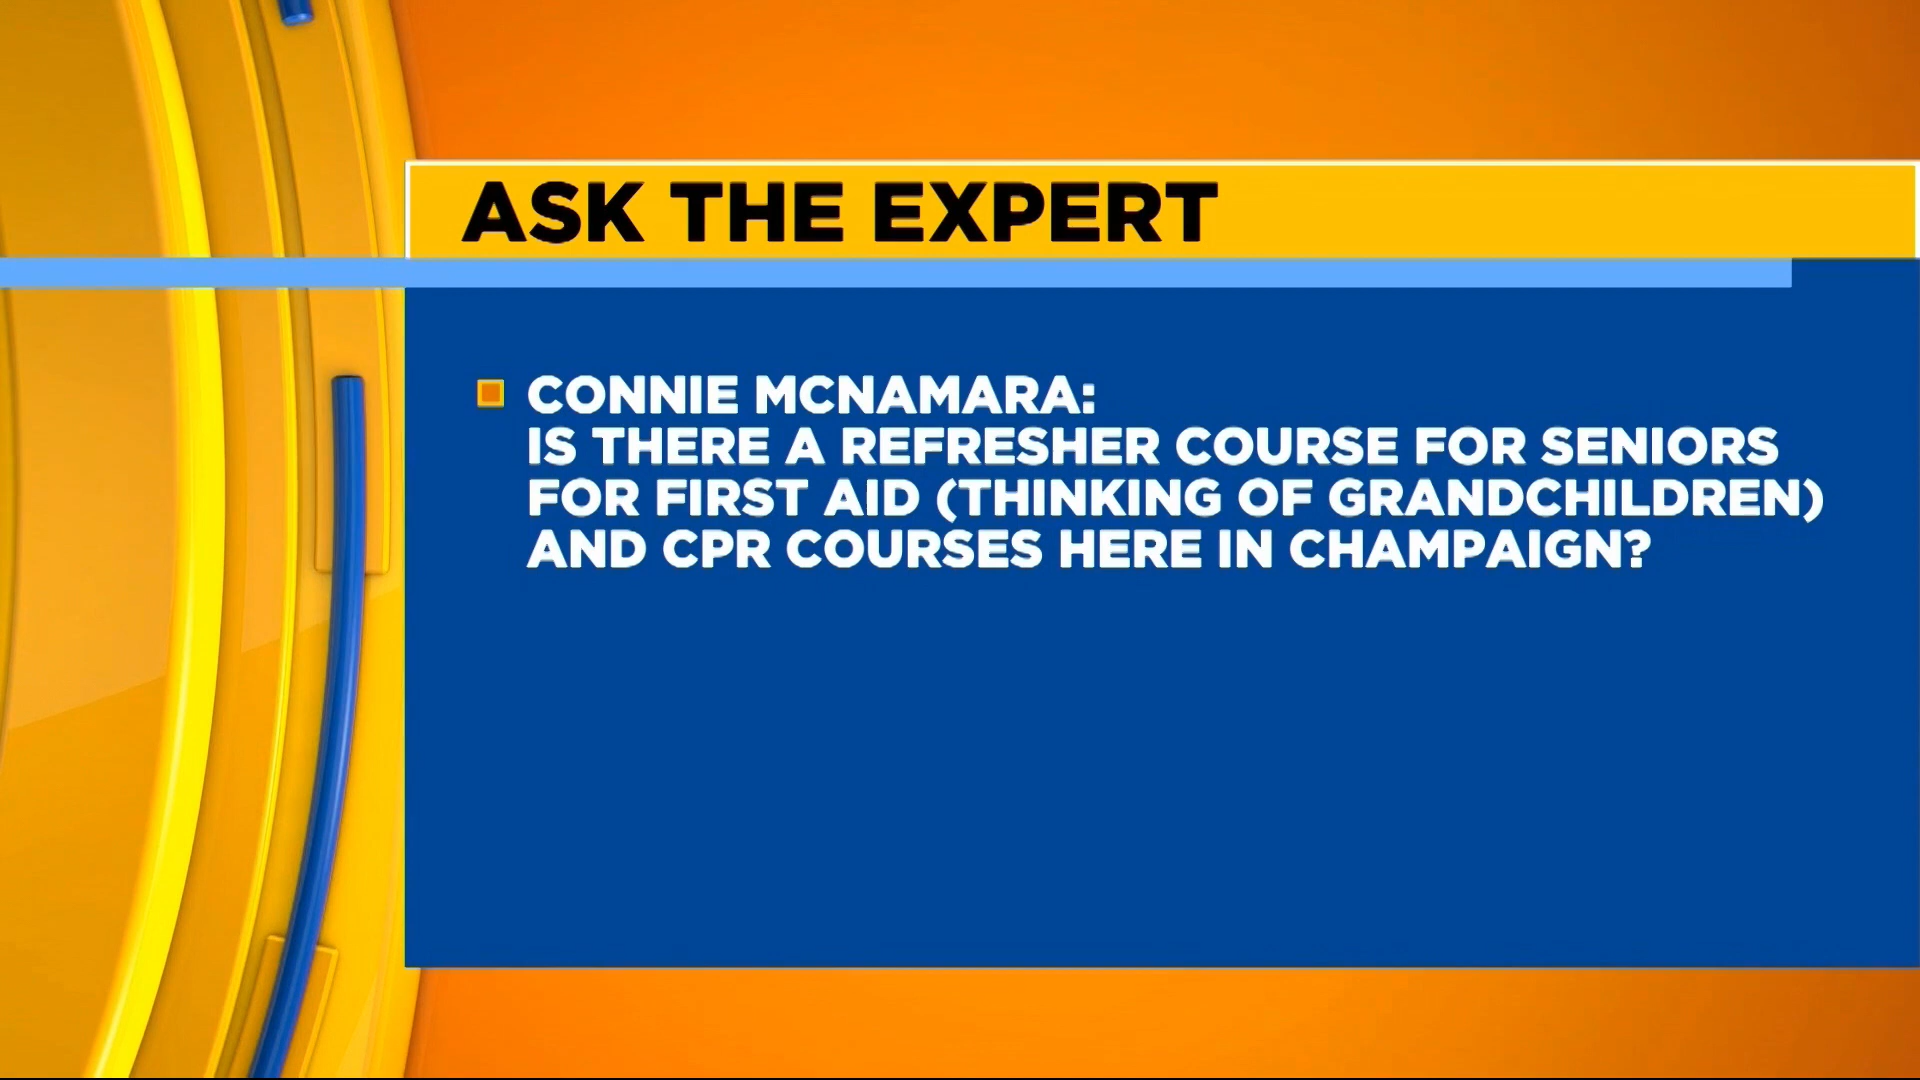 ASK THE EXPERT
CONNIE MCNAMARA:
IS THERE A REFRESHER COURSE FOR SENIORS
FOR FIRST AID (THINKING OF GRANDCHILDREN)
AND CPR COURSES HERE IN CHAMPAIGN?